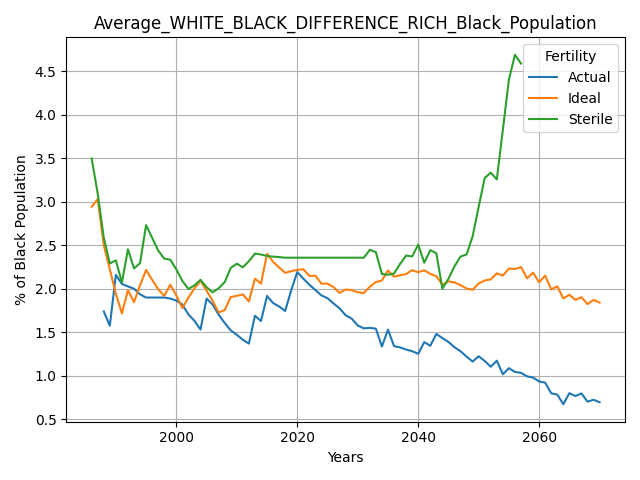 Average_WHITE_BLACK_DIFFERENCE_RICH_Black_Population
Fertility
Actual
Ideal
Sterile
% of Black Population
4.5
4.0
3.5
3.0
2.5
2.0
1.5
1.0
0.5
2000 2020 2040 2060
Years